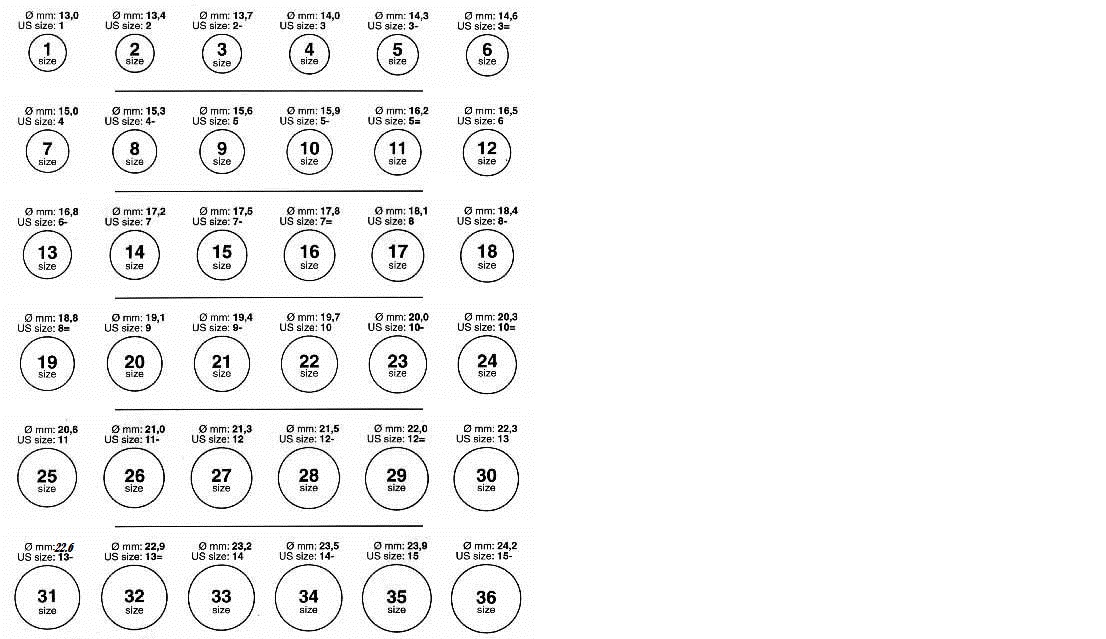 Ø mm: 13,0 Ø mm: 13,4 Ø mm: 13,7 Ø mm: 14,0 Ø mm: 14,3 Ø mm: 14,6
US size: 1 US size: 2 US size: 2- US size: 3 US size: 3- US size: 3=
1 2 3 4 5 6
size size size size size size
Ø mm: 15,0 Ø mm: 15,3 Ø mm: 15,6 Ø mm: 15,9 Ø mm: 16,2 Ø mm: 16,5
US size: 4 US size: 4- US size: 5 US size: 5- US size: 5= US size: 6
7 8 9 10 11 12
size size size size size size
Ø mm: 16,8 Ø mm: 17,2 Ø mm: 17,5 Ø mm: 17,8 Ø mm: 18,1 Ø mm: 18,4
US size: 6- US size: 7 US size: 7- US size: 7= US size: 8 US size: 8-
13 14 15 16 17 18
size size size size size size
Ø mm: 18,8 Ø mm: 19,1 Ø mm: 19,4 Ø mm: 19,7 Ø mm: 20,0 Ø mm: 20,3
US size: 8= US size: 9 US size: 9- US size: 10 US size: 10- US size: 10=
19 20 21 22 23 24
size size size size size size
Ø mm: 20,6 Ø mm: 21,0 Ø mm: 21,3 Ø mm: 21,5 Ø mm: 22,0 Ø mm: 22,3
US size: 11 US size: 11- US size: 12 US size: 12- US size: 12= US size: 13
25 26 27 28 29 30
size size size size size size
Ø mm: 22.6 Ø mm: 22,9 Ø mm: 23,2 Ø mm: 23,5 Ø mm: 23,9 Ø mm: 24,2
US size: 13- US size: 13= US size: 14 US size: 14- US size: 15 US size: 15-
31 32 33 34 35 36
size size size size size size